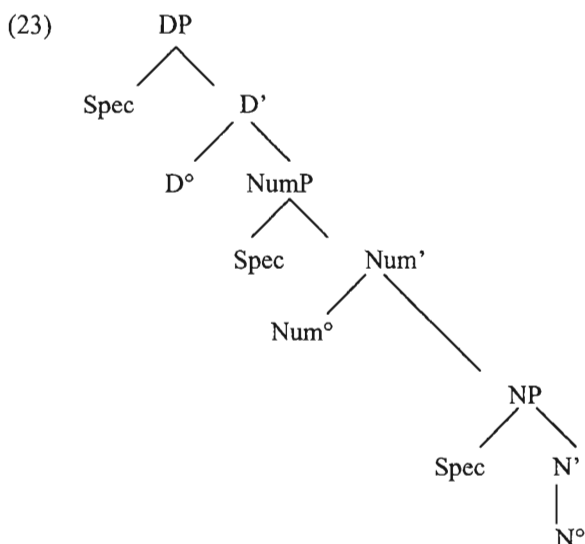 (23) DP
Spec D’
D° NumP
Spec Num’
Num°
NP
Spec N’
N°